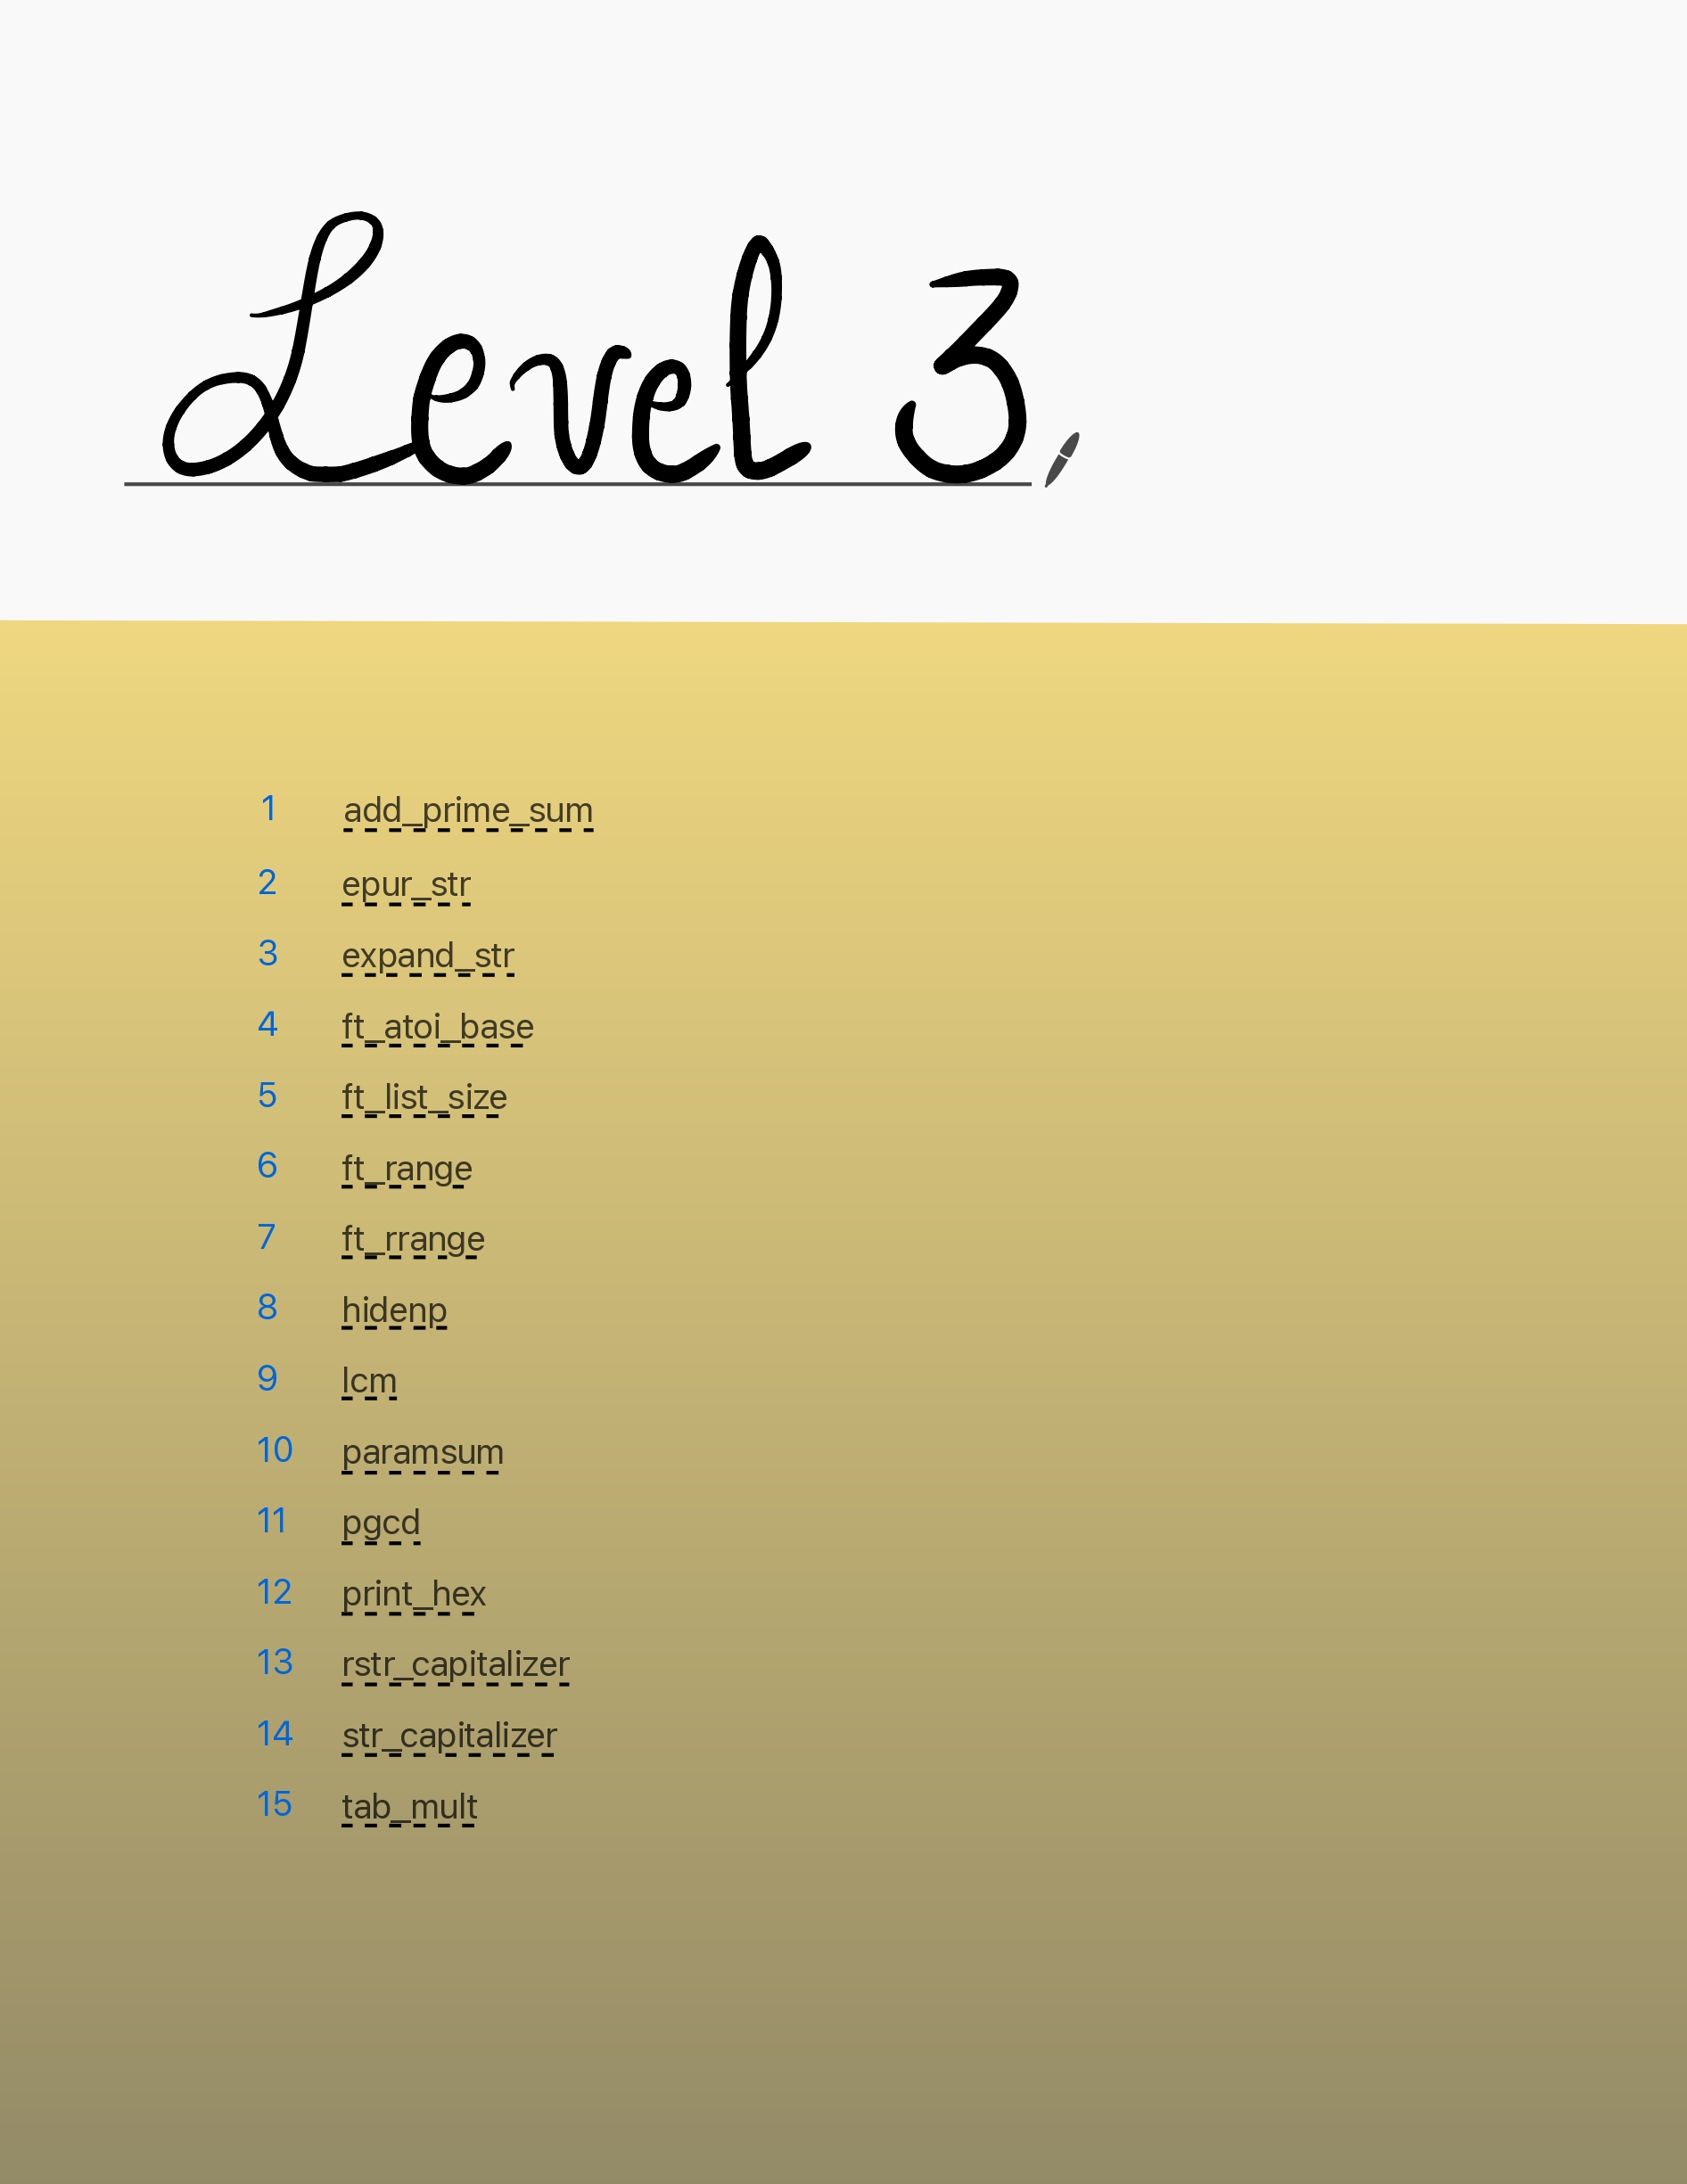 Level 3
1 add_prime_sum
2 epur_str
3 expand_str
4 ft_atoi_base
5 ft_list_size
6 ft_range
7 ft_rrange
8 hidenp
9 lcm
10 paramsum
11 pgcd
12 print_hex
13 rstr_capitalizer
14 str_capitalizer
15 tab_mult